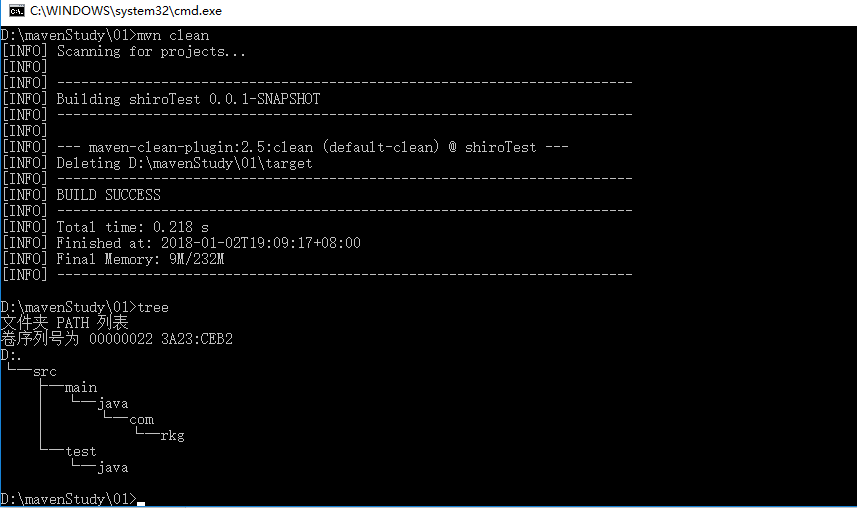 C:\WINDOWS\system32\cmd.exe
D:\mavenStudy\01>mvn clean
[INFO] Scanning for projects...
[INFO]
[INFO] ------------------------------------------------------------------------
[INFO] Building shiroTest 0.0.1-SNAPSHOT
[INFO] ------------------------------------------------------------------------
[INFO]
[INFO] --- maven-clean-plugin:2.5:clean (default-clean) @ shiroTest ---
[INFO] Deleting D:\mavenStudy\01\target
[INFO] ------------------------------------------------------------------------
[INFO] BUILD SUCCESS
[INFO] ------------------------------------------------------------------------
[INFO] Total time: 0.218 s
[INFO] Finished at: 2018-01-02T19:09:17+08:00
[INFO] Final Memory: 9M/232M
[INFO] ------------------------------------------------------------------------
D:\mavenStudy\01>tree
文件夹 PATH 列表
卷序列号为 00000022 3A23:CEB2
D:.
└─src
    ├─main
    │  └─java
    │      └─com
    │          └─rkg
    └─test
        └─java
D:\mavenStudy\01>